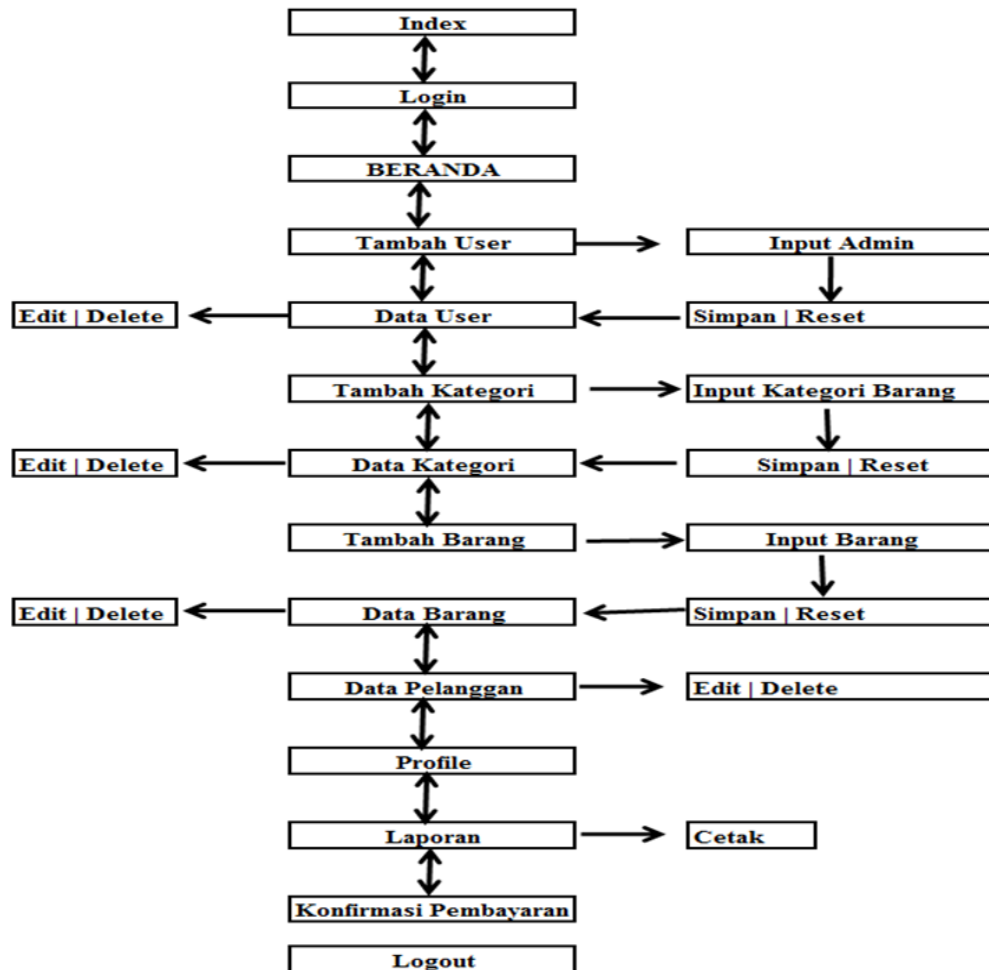 Index
Login
BERANDA
Tambah User
Input Admin
Edit | Delete
Data User
Simpan | Reset
Tambah Kategori
Input Kategori Barang
Edit | Delete
Data Kategori
Simpan | Reset
Tambah Barang
Input Barang
Edit | Delete
Data Barang
Simpan | Reset
Data Pelanggan
Edit | Delete
Profile
Laporan
Cetak
Konfirmasi Pembayaran
Logout